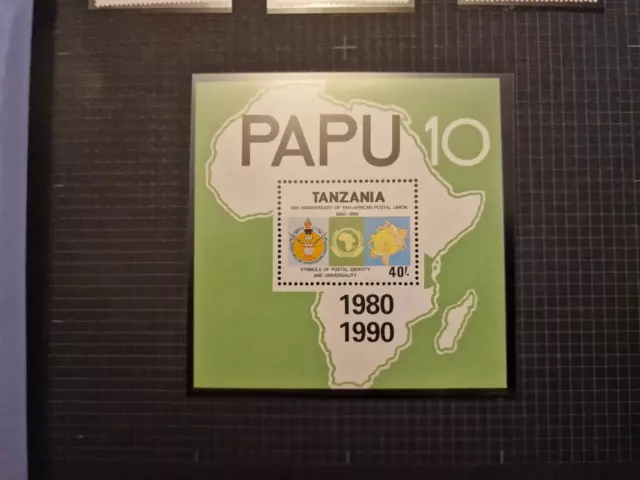 PAPU 10
TANZANIA
10th ANNIVERSARY OF PAN AFRICAN POSTAL UNION
1980-1990
SYMBOLS OF POSTAL IDENTITY
AND UNIVERSALITY
40/-
1980
1990